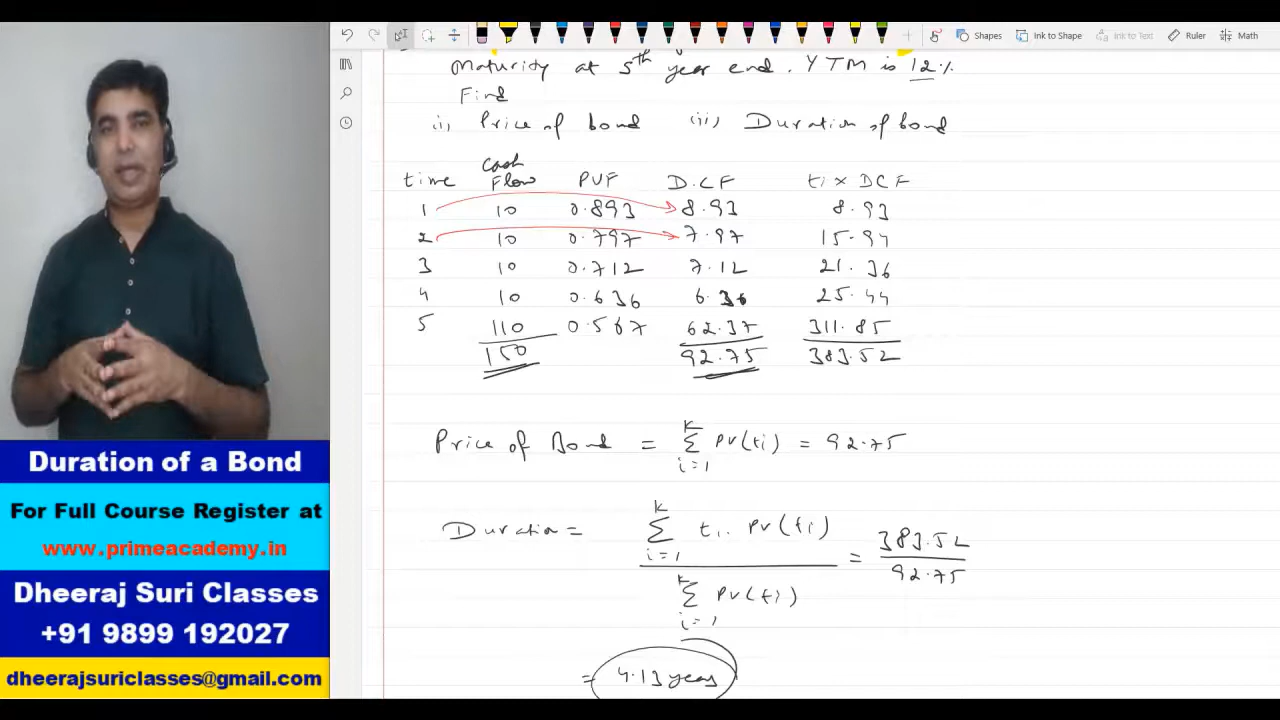 Shapes Ink to Shape Ink to Text Ruler Math
Maturity at 5th year end. YTM is 12%
Find
(i) Price of bond (ii) Duration of bond
time Cash Flow PVF D.CF ti x DCF
1 10 0.893 8.93 8.93
2 10 0.797 7.97 15.94
3 10 0.712 7.12 21.36
4 10 0.636 6.36 25.44
5 110 0.567 62.37 311.85
150 92.75 383.52
Price of Bond = K Σ i=1 PV(ti) = 92.75
Duration = K Σ i=1 ti. PV(ti) / K Σ i=1 PV(ti) = 383.52 / 92.75
= 4.13 years
Duration of a Bond
For Full Course Register at
www.primeacademy.in
Dheeraj Suri Classes
+91 9899 192027
dheerajsuriclasses@gmail.com